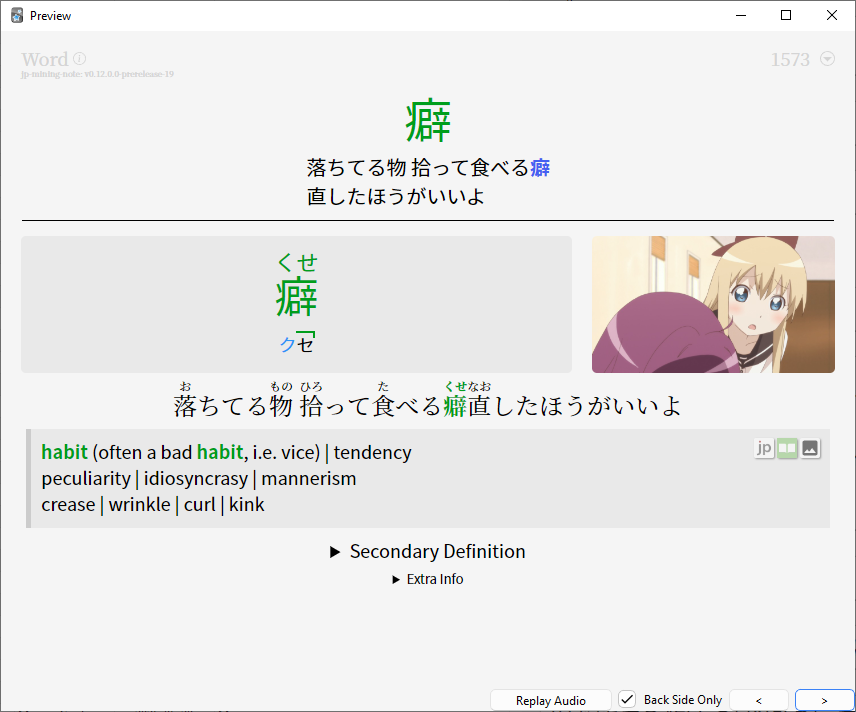 Preview
Word
1573
jp-mining-note: v0.12.0.0-prerelease-19
癖
落ちてる物 拾って食べる癖
直したほうがいいよ
くせ
癖
クセ
お もの ひろ た くせ なお
落ちてる物 拾って食べる癖直したほうがいいよ
habit (often a bad habit, i.e. vice) | tendency
jp
peculiarity | idiosyncrasy | mannerism
crease | wrinkle | curl | kink
▶ Secondary Definition
▶ Extra Info
Replay Audio
Back Side Only
<
>